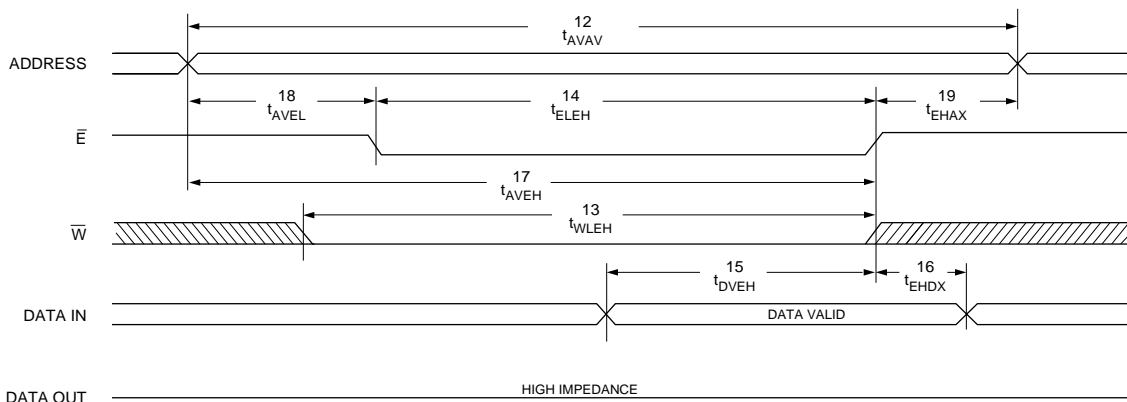 12
tAVAV
ADDRESS
18
tAVEL
14
tELEH
19
tEHAX
E̅
17
tAVEH
13
tWLEH
W̅
15
tDVEH
16
tEHDX
DATA IN
DATA VALID
DATA OUT
HIGH IMPEDANCE